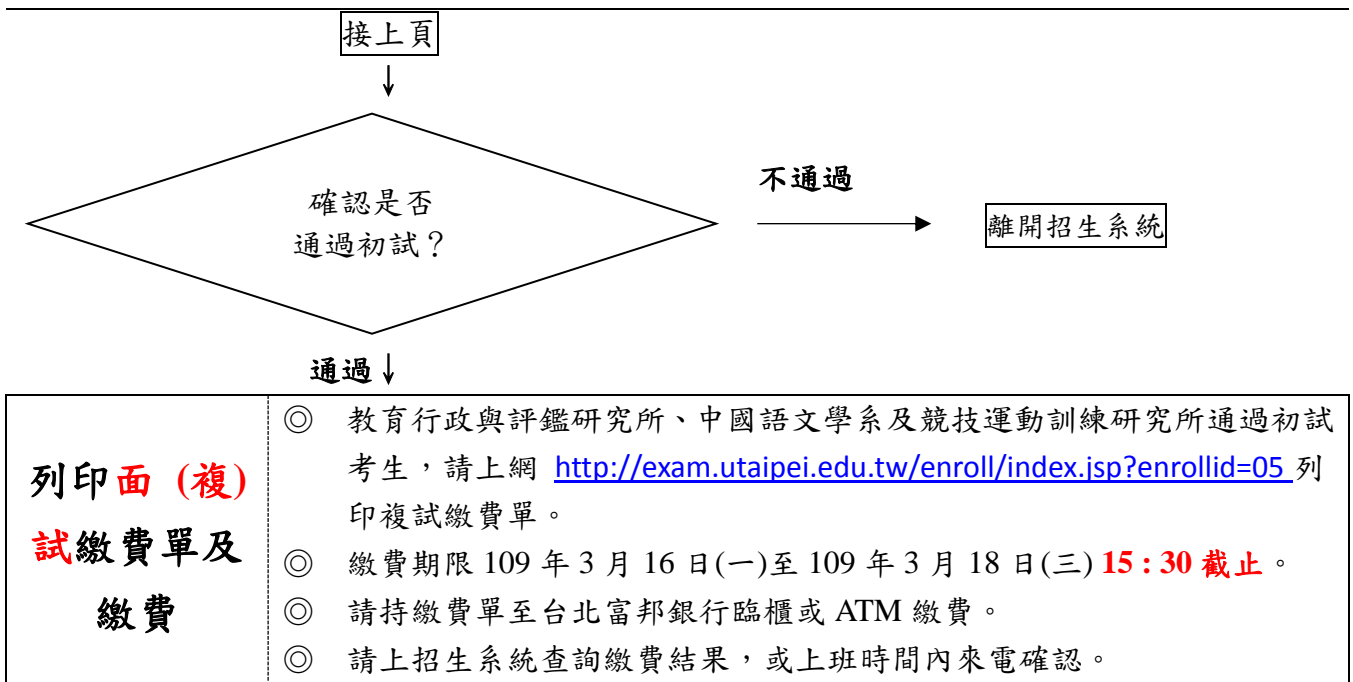 接上頁
↓
確認是否
通過初試？
不通過
離開招生系統
通過↓
列印面 (複)
試繳費單及
繳費
◎ 教育行政與評鑑研究所、中國語文學系及競技運動訓練研究所通過初試
考生，請上網 http://exam.utaipei.edu.tw/enroll/index.jsp?enrollid=05 列
印複試繳費單。
◎ 繳費期限 109 年 3 月 16 日(一)至 109 年 3 月 18 日(三) 15 : 30 截止。
◎ 請持繳費單至台北富邦銀行臨櫃或 ATM 繳費。
◎ 請上招生系統查詢繳費結果，或上班時間內來電確認。